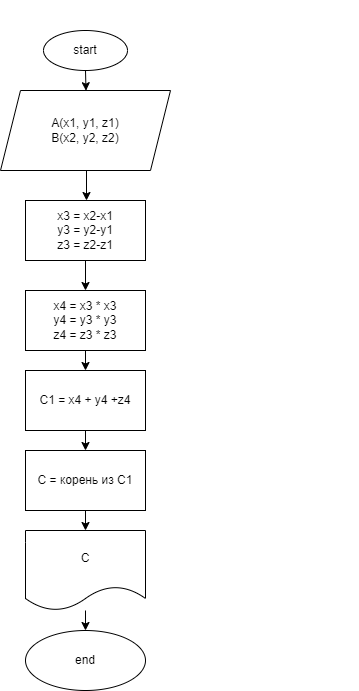 start
A(x1, y1, z1)
B(x2, y2, z2)
x3 = x2-x1
y3 = y2-y1
z3 = z2-z1
x4 = x3 * x3
y4 = y3 * y3
z4 = z3 * z3
C1 = x4 + y4 +z4
C = корень из C1
C
end